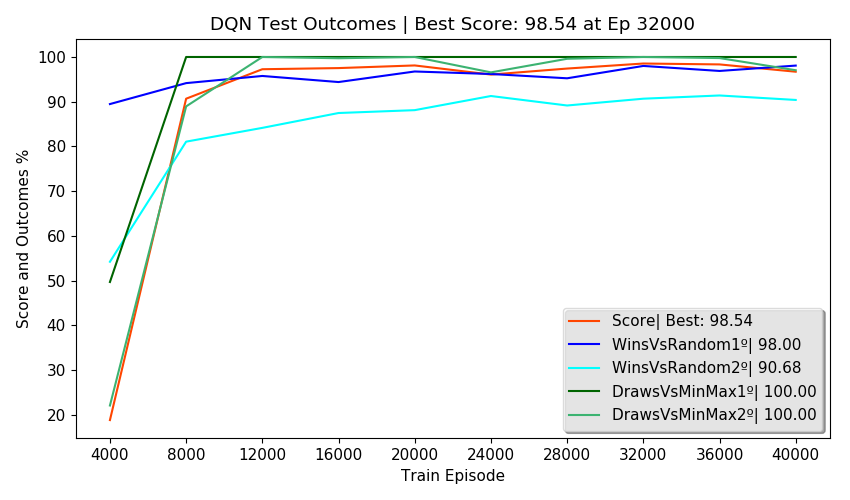 DQN Test Outcomes | Best Score: 98.54 at Ep 32000
Score and Outcomes %
100
90
80
70
60
50
40
30
20
Score| Best: 98.54
WinsVsRandom1º| 98.00
WinsVsRandom2º| 90.68
DrawsVsMinMax1º| 100.00
DrawsVsMinMax2º| 100.00
4000 8000 12000 16000 20000 24000 28000 32000 36000 40000
Train Episode